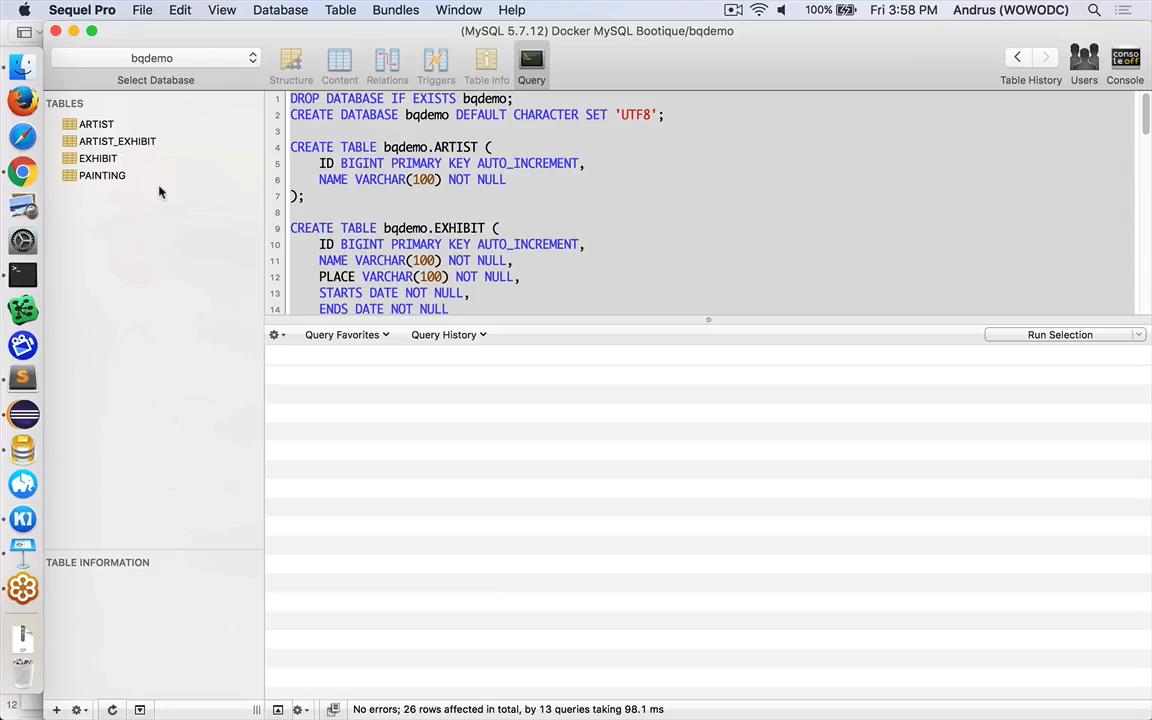 Sequel Pro File Edit View Database Table Bundles Window Help 100% Fri 3:58 PM Andrus (WOWODC)
(MySQL 5.7.12) Docker MySQL Bootique/bqdemo
bqdemo
Select Database
Structure Content Relations Triggers Table Info Query
Table History Users Console
conso
le off
TABLES
ARTIST
ARTIST_EXHIBIT
EXHIBIT
PAINTING
1 DROP DATABASE IF EXISTS bqdemo;
2 CREATE DATABASE bqdemo DEFAULT CHARACTER SET 'UTF8';
3
4 CREATE TABLE bqdemo.ARTIST (
5 ID BIGINT PRIMARY KEY AUTO_INCREMENT,
6 NAME VARCHAR(100) NOT NULL
7 );
8
9 CREATE TABLE bqdemo.EXHIBIT (
10 ID BIGINT PRIMARY KEY AUTO_INCREMENT,
11 NAME VARCHAR(100) NOT NULL,
12 PLACE VARCHAR(100) NOT NULL,
13 STARTS DATE NOT NULL,
14 ENDS DATE NOT NULL
Query Favorites Query History Run Selection
TABLE INFORMATION
ZIP
12
No errors; 26 rows affected in total, by 13 queries taking 98.1 ms